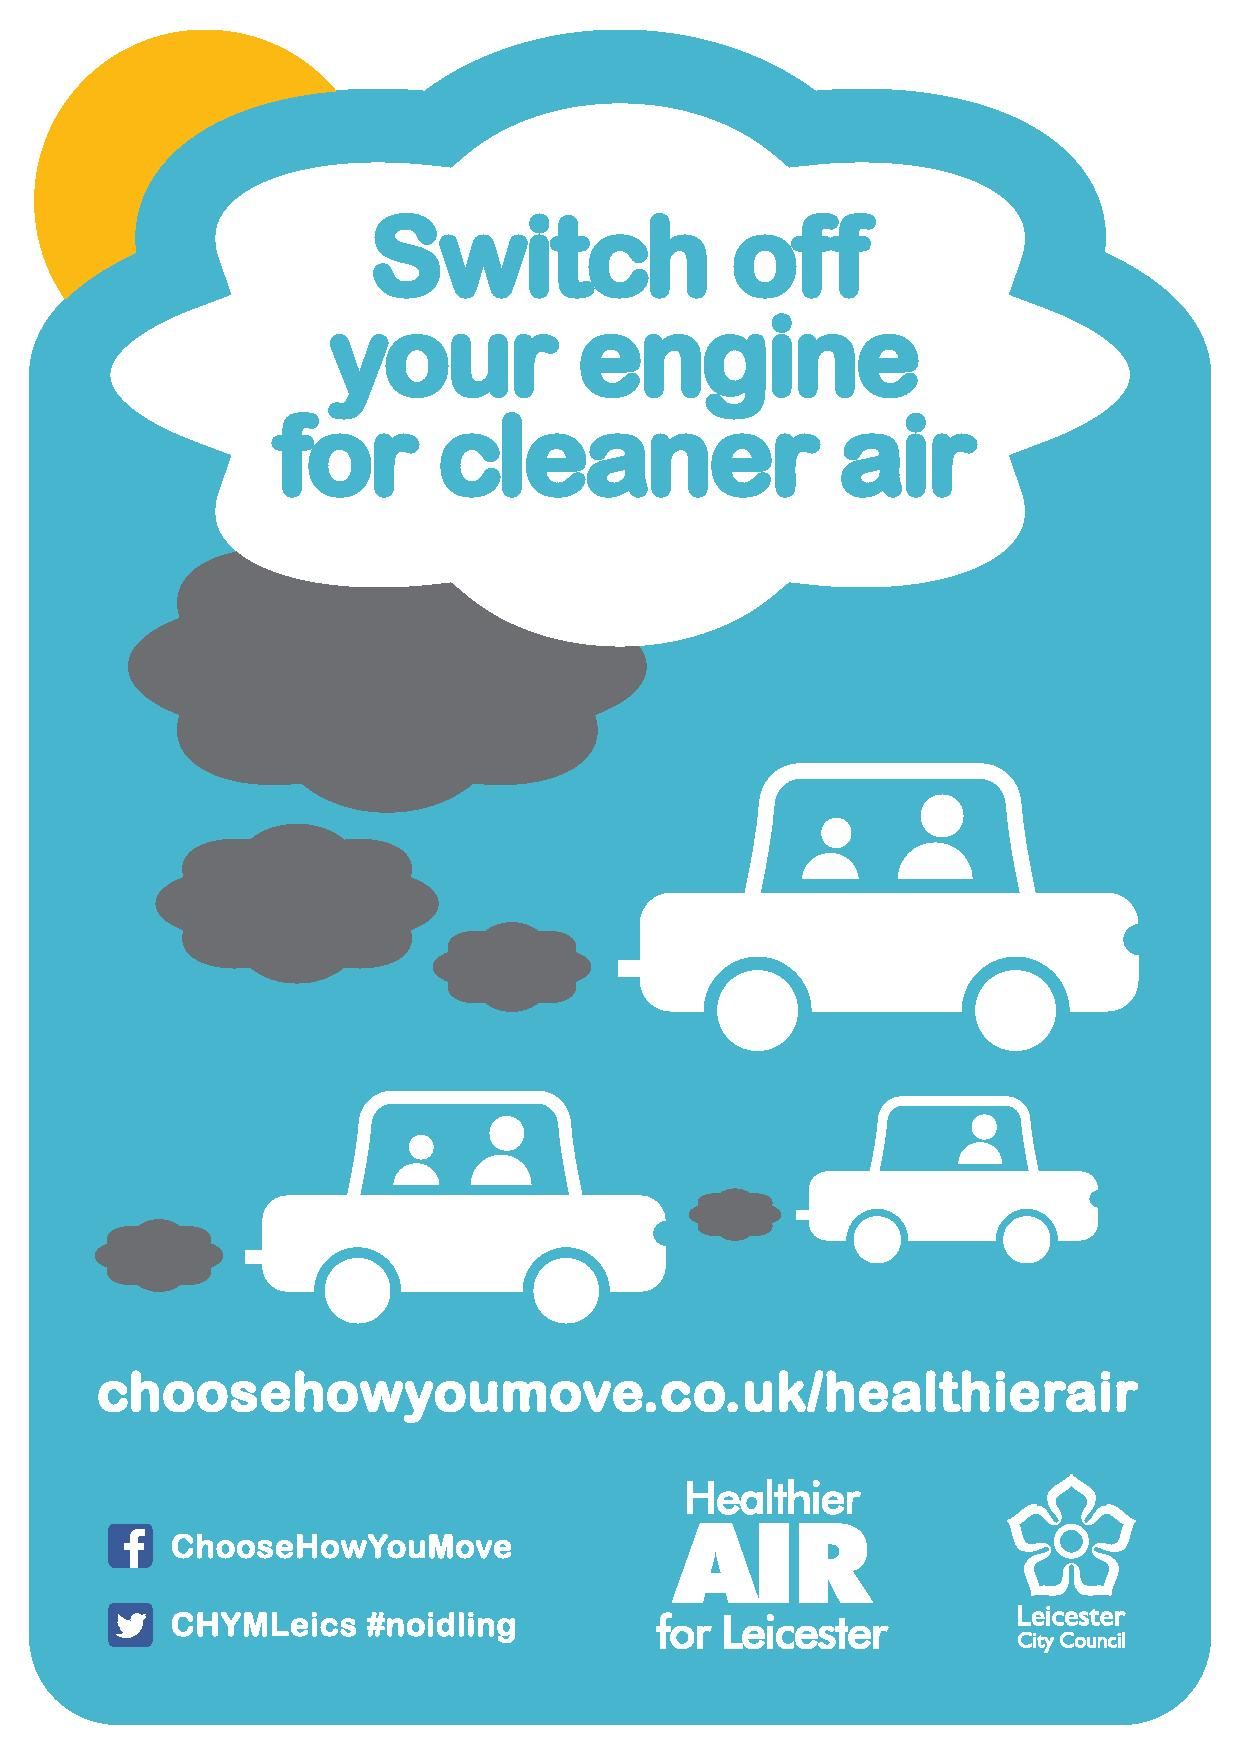 Switch off
your engine
for cleaner air
choosehowyoumove.co.uk/healthierair
ChooseHowYouMove
CHYMLeics #noidling
Healthier
AIR
for Leicester
Leicester
City Council